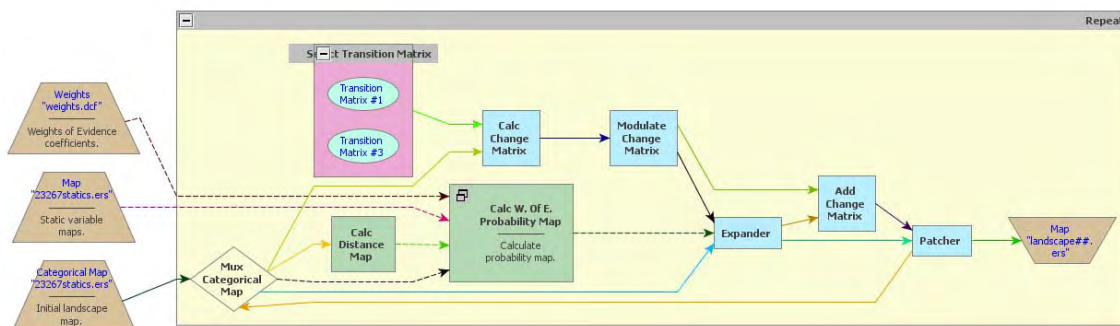 Repeat
Select Transition Matrix
Transition
Matrix #1
Transition
Matrix #3
Weights
"weights.dcf"
Weights of Evidence
coefficients.
Map
"23267statics.ers"
Static variable
maps.
Categorical Map
"23267statics.ers"
Initial landscape
map.
Mux
Categorical
Map
Calc
Distance
Map
Calc
Change
Matrix
Modulate
Change
Matrix
Calc W. Of E.
Probability Map
Calculate
probability map.
Expander
Add
Change
Matrix
Patcher
Map
"landscape##.
ers"